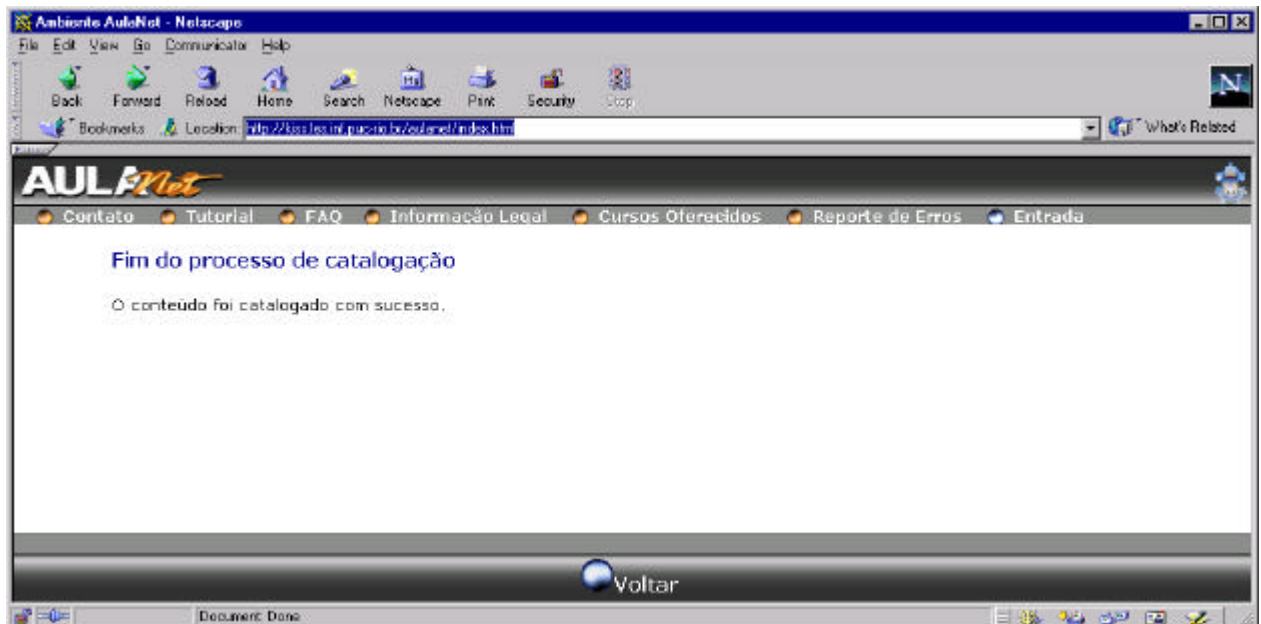 Ambiente AulaNet - Netscape
File Edit View Go Communicator Help
Back Forward Reload Home Search Netscape Print Security Stop
Bookmarks Location: http://kiss.les.inf.puc-rio.br/aulanet/index.html What's Related
AULANet
Contato Tutorial FAQ Informação Legal Cursos Oferecidos Reporte de Erros Entrada
Fim do processo de catalogação
O conteúdo foi catalogado com sucesso.
Voltar
Document: Done